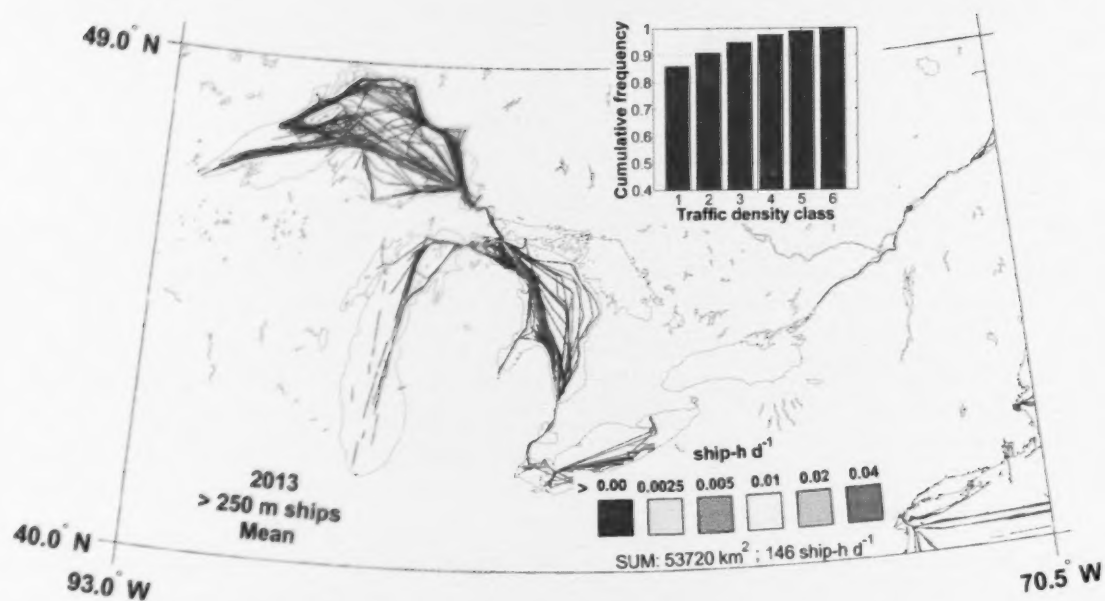 49.0° N
Cumulative frequency
1
0.9
0.8
0.7
0.6
0.5
0.4
1 2 3 4 5 6
Traffic density class
2013
> 250 m ships
Mean
ship-h d⁻¹
> 0.00 0.0025 0.005 0.01 0.02 0.04
SUM: 53720 km² ; 146 ship-h d⁻¹
40.0° N
93.0° W
70.5° W